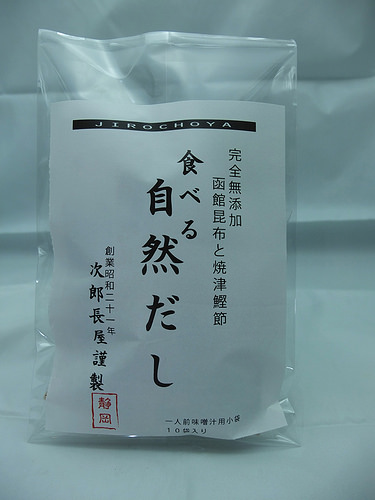 JIROCHOYA
完全無添加
函館昆布と焼津鰹節
食べる
自然だし
創業昭和二十一年
次郎長屋謹製
静岡
一人前味噌汁用小袋
10袋入り